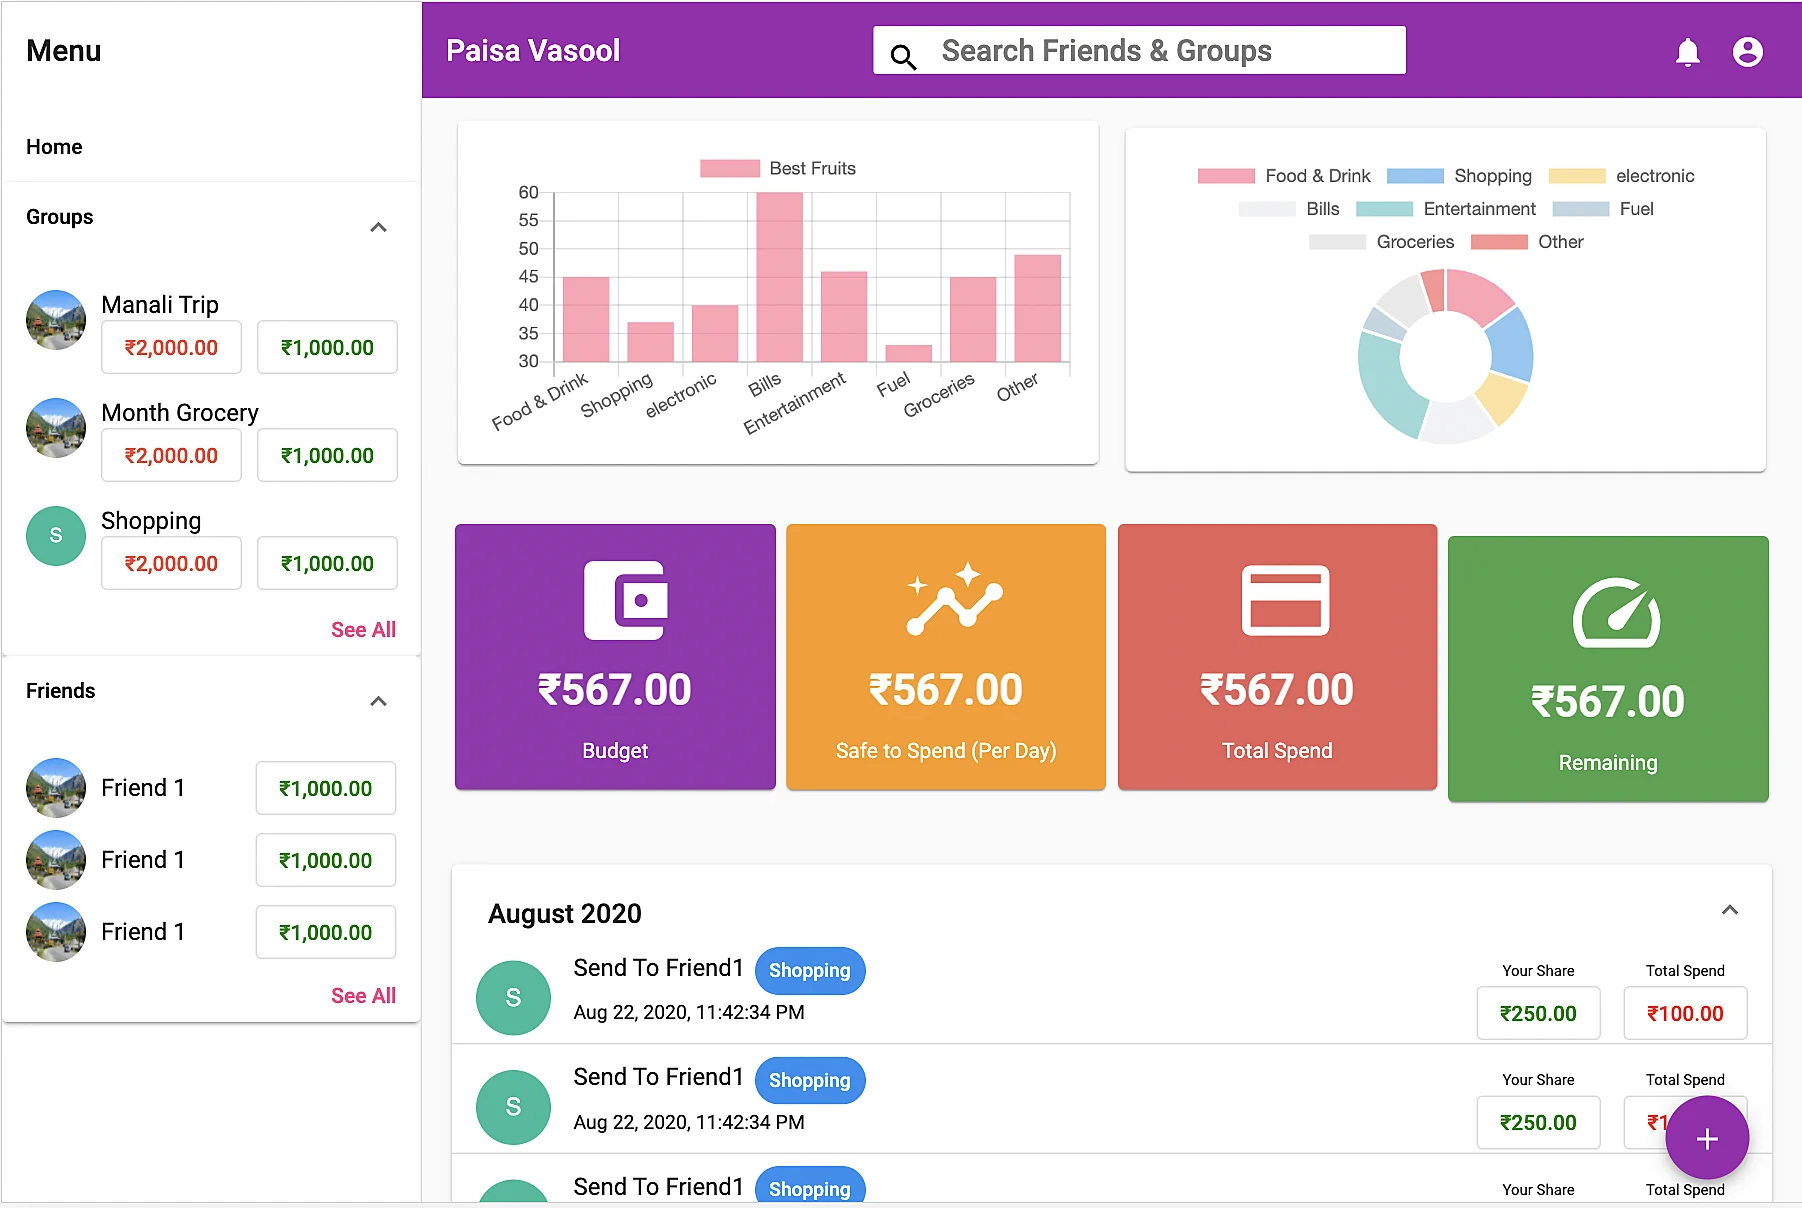 Menu
Home
Groups
Manali Trip
₹2,000.00 ₹1,000.00
Month Grocery
₹2,000.00 ₹1,000.00
S
Shopping
₹2,000.00 ₹1,000.00
See All
Friends
Friend 1 ₹1,000.00
Friend 1 ₹1,000.00
Friend 1 ₹1,000.00
See All
Paisa Vasool
Search Friends & Groups
Best Fruits
60
55
50
45
40
35
30
Food & Drink Shopping electronic Bills Entertainment Fuel Groceries Other
Food & Drink Shopping electronic
Bills Entertainment Fuel
Groceries Other
₹567.00
Budget
₹567.00
Safe to Spend (Per Day)
₹567.00
Total Spend
₹567.00
Remaining
August 2020
S
Send To Friend1 Shopping
Aug 22, 2020, 11:42:34 PM
Your Share Total Spend
₹250.00 ₹100.00
S
Send To Friend1 Shopping
Aug 22, 2020, 11:42:34 PM
Your Share Total Spend
₹250.00 ₹1
+
Send To Friend1 Shopping
Your Share Total Spend